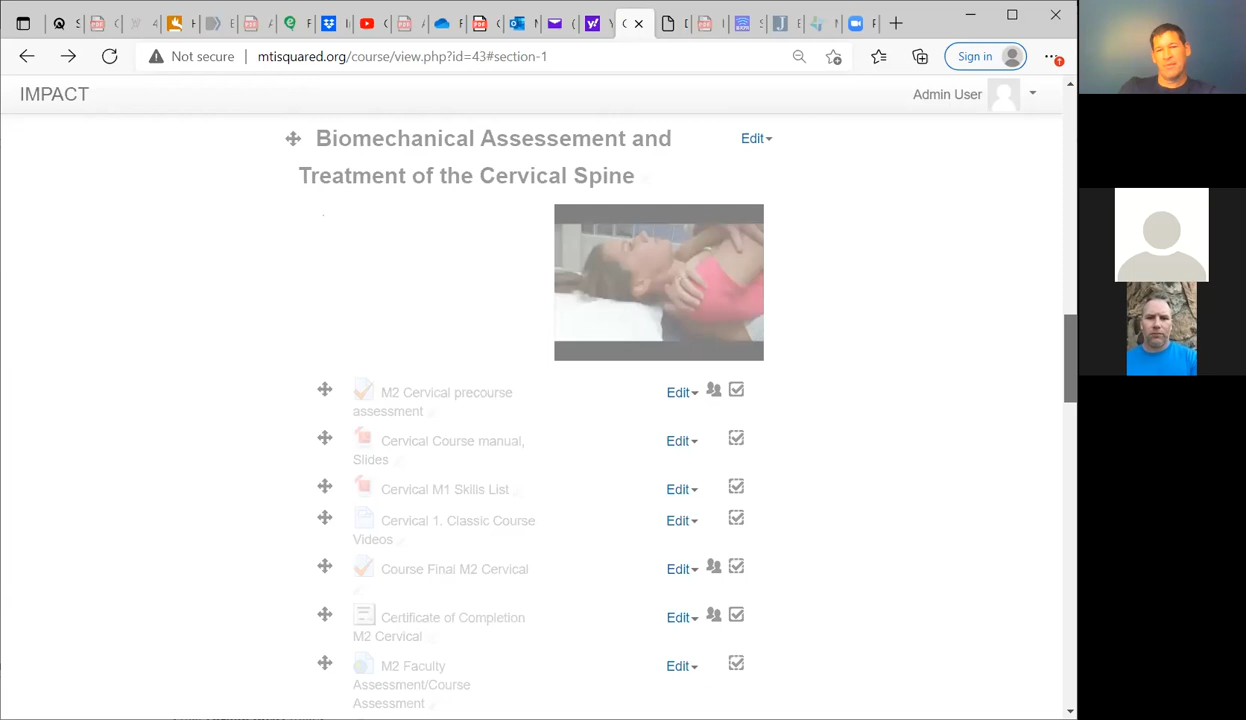 Not secure
mtisquared.org/course/view.php?id=43#section-1
Sign in
IMPACT
Admin User
Biomechanical Assessement and
Edit
Treatment of the Cervical Spine
M2 Cervical precourse
Edit
assessment
Cervical Course manual,
Edit
Slides
Cervical M1 Skills List
Edit
Cervical 1. Classic Course
Edit
Videos
Course Final M2 Cervical
Edit
Certificate of Completion
Edit
M2 Cervical
M2 Faculty
Edit
Assessment/Course
Assessment